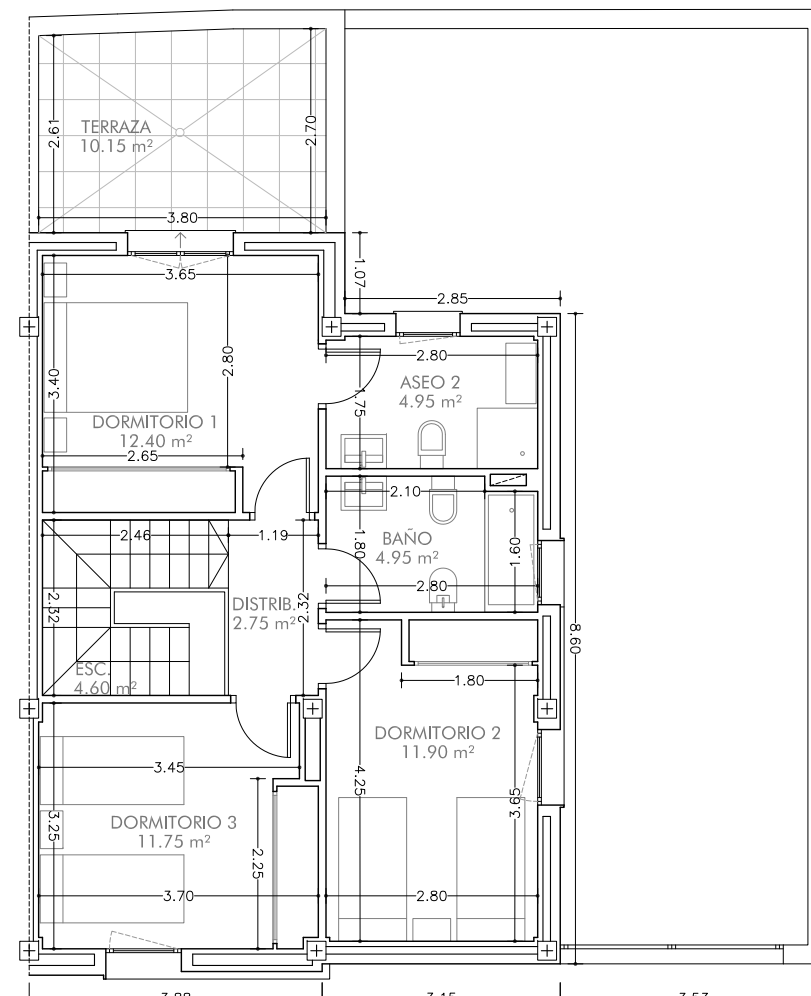 TERRAZA
10.15 m²
2.61
2.70
3.80
3.65
1.07
2.85
2.80
3.40
2.80
ASEO 2
4.95 m²
1.75
DORMITORIO 1
12.40 m²
2.65
2.10
2.46
1.19
BAÑO
4.95 m²
1.80
1.60
2.80
2.32
DISTRIB.
2.75 m²
2.32
8.60
ESC.
4.60 m²
1.80
DORMITORIO 2
11.90 m²
3.45
4.25
3.65
DORMITORIO 3
11.75 m²
3.25
2.25
3.70
2.80
3.15
3.53